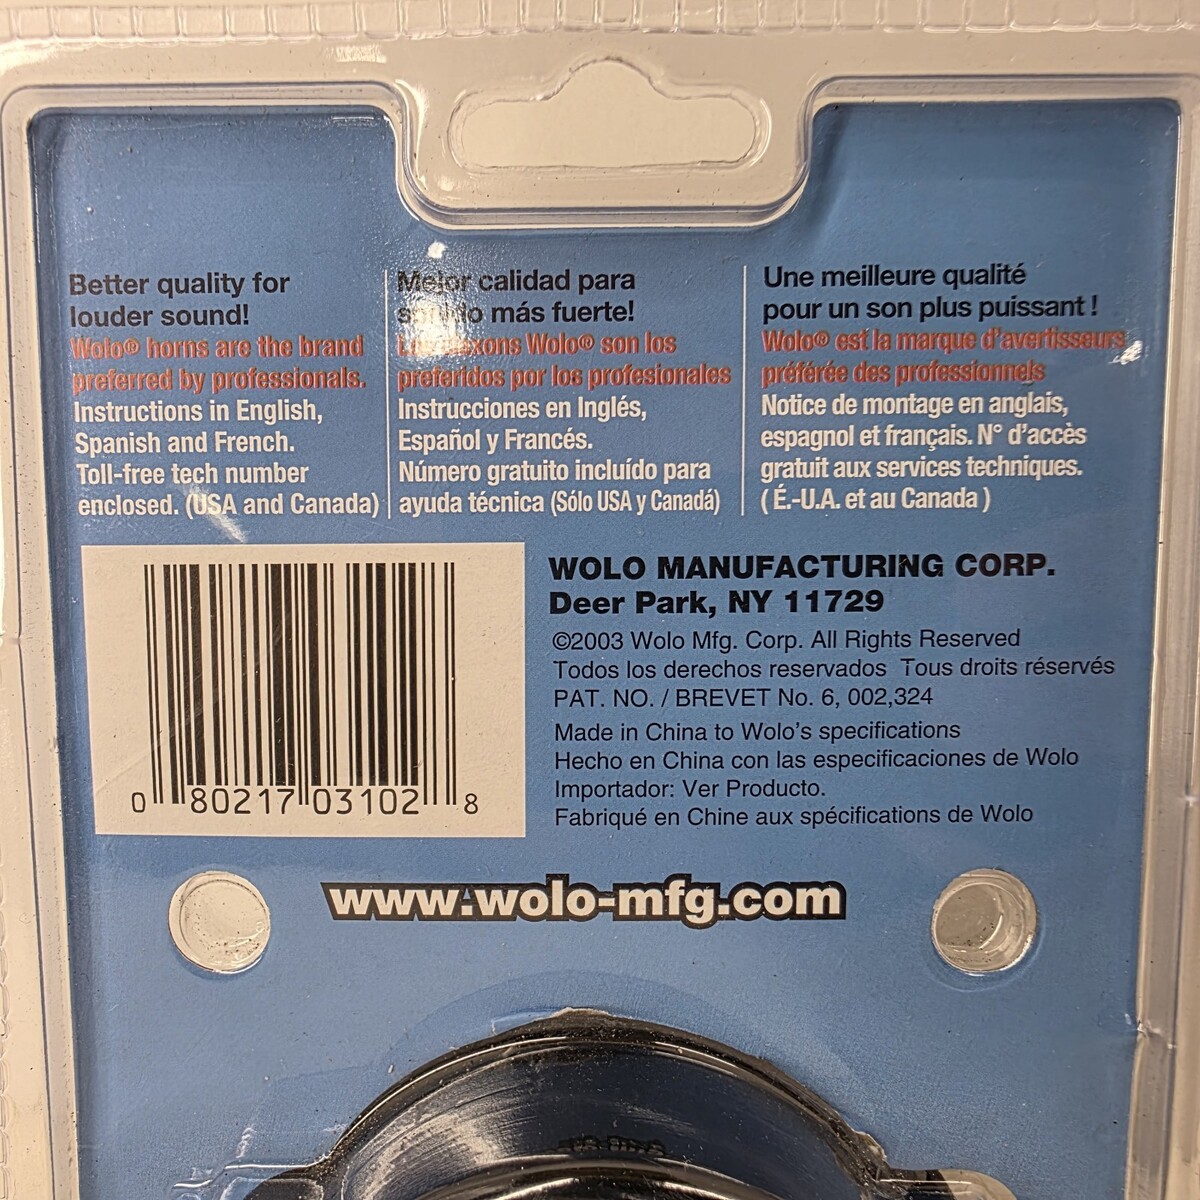 Better quality for
louder sound!
Wolo® horns are the brand
preferred by professionals.
Instructions in English,
Spanish and French.
Toll-free tech number
enclosed. (USA and Canada)
Mejor calidad para
sonido más fuerte!
Los klaxons Wolo® son los
preferidos por los profesionales
Instrucciones en Inglés,
Español y Francés.
Número gratuito incluído para
ayuda técnica (Sólo USA y Canadá)
Une meilleure qualité
pour un son plus puissant !
Wolo® est la marque d'avertisseurs
préférée des professionnels
Notice de montage en anglais,
espagnol et français. N° d'accès
gratuit aux services techniques.
( É.-U.A. et au Canada )
0 80217 03102 8
WOLO MANUFACTURING CORP.
Deer Park, NY 11729
©2003 Wolo Mfg. Corp. All Rights Reserved
Todos los derechos reservados Tous droits réservés
PAT. NO. / BREVET No. 6, 002,324
Made in China to Wolo's specifications
Hecho en China con las especificaciones de Wolo
Importador: Ver Producto.
Fabriqué en Chine aux spécifications de Wolo
www.wolo-mfg.com